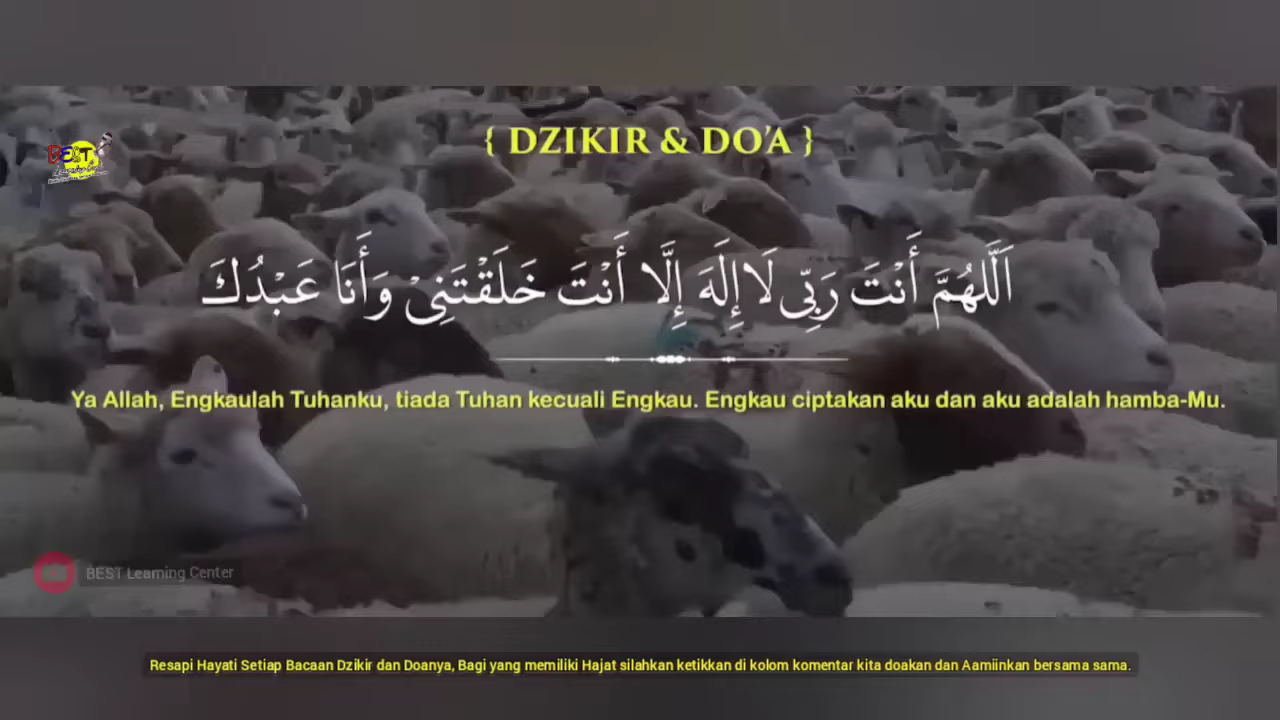 { DZIKIR & DO'A }
BEST
اَللَّهُمَّ أَنْتَ رَبِّى لَا إِلَهَ إِلَّا أَنْتَ خَلَقْتَنِىْ وَأَنَا عَبْدُكَ
Ya Allah, Engkaulah Tuhanku, tiada Tuhan kecuali Engkau. Engkau ciptakan aku dan aku adalah hamba-Mu.
BEST Learning Center
Resapi Hayati Setiap Bacaan Dzikir dan Doanya, Bagi yang memiliki Hajat silahkan ketikkan di kolom komentar kita doakan dan Aamiinkan bersama sama.